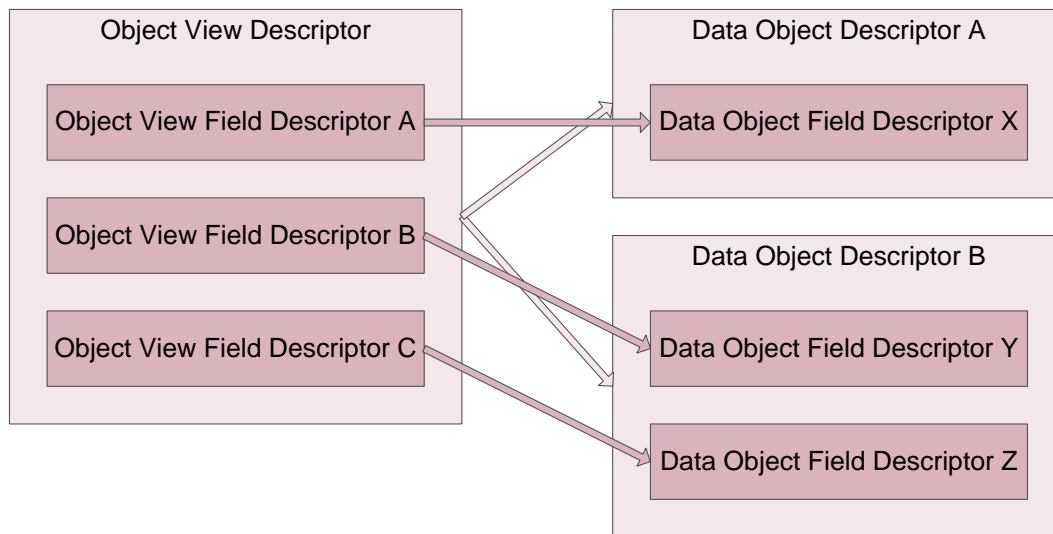 Object View Descriptor
Object View Field Descriptor A
Object View Field Descriptor B
Object View Field Descriptor C
Data Object Descriptor A
Data Object Field Descriptor X
Data Object Descriptor B
Data Object Field Descriptor Y
Data Object Field Descriptor Z